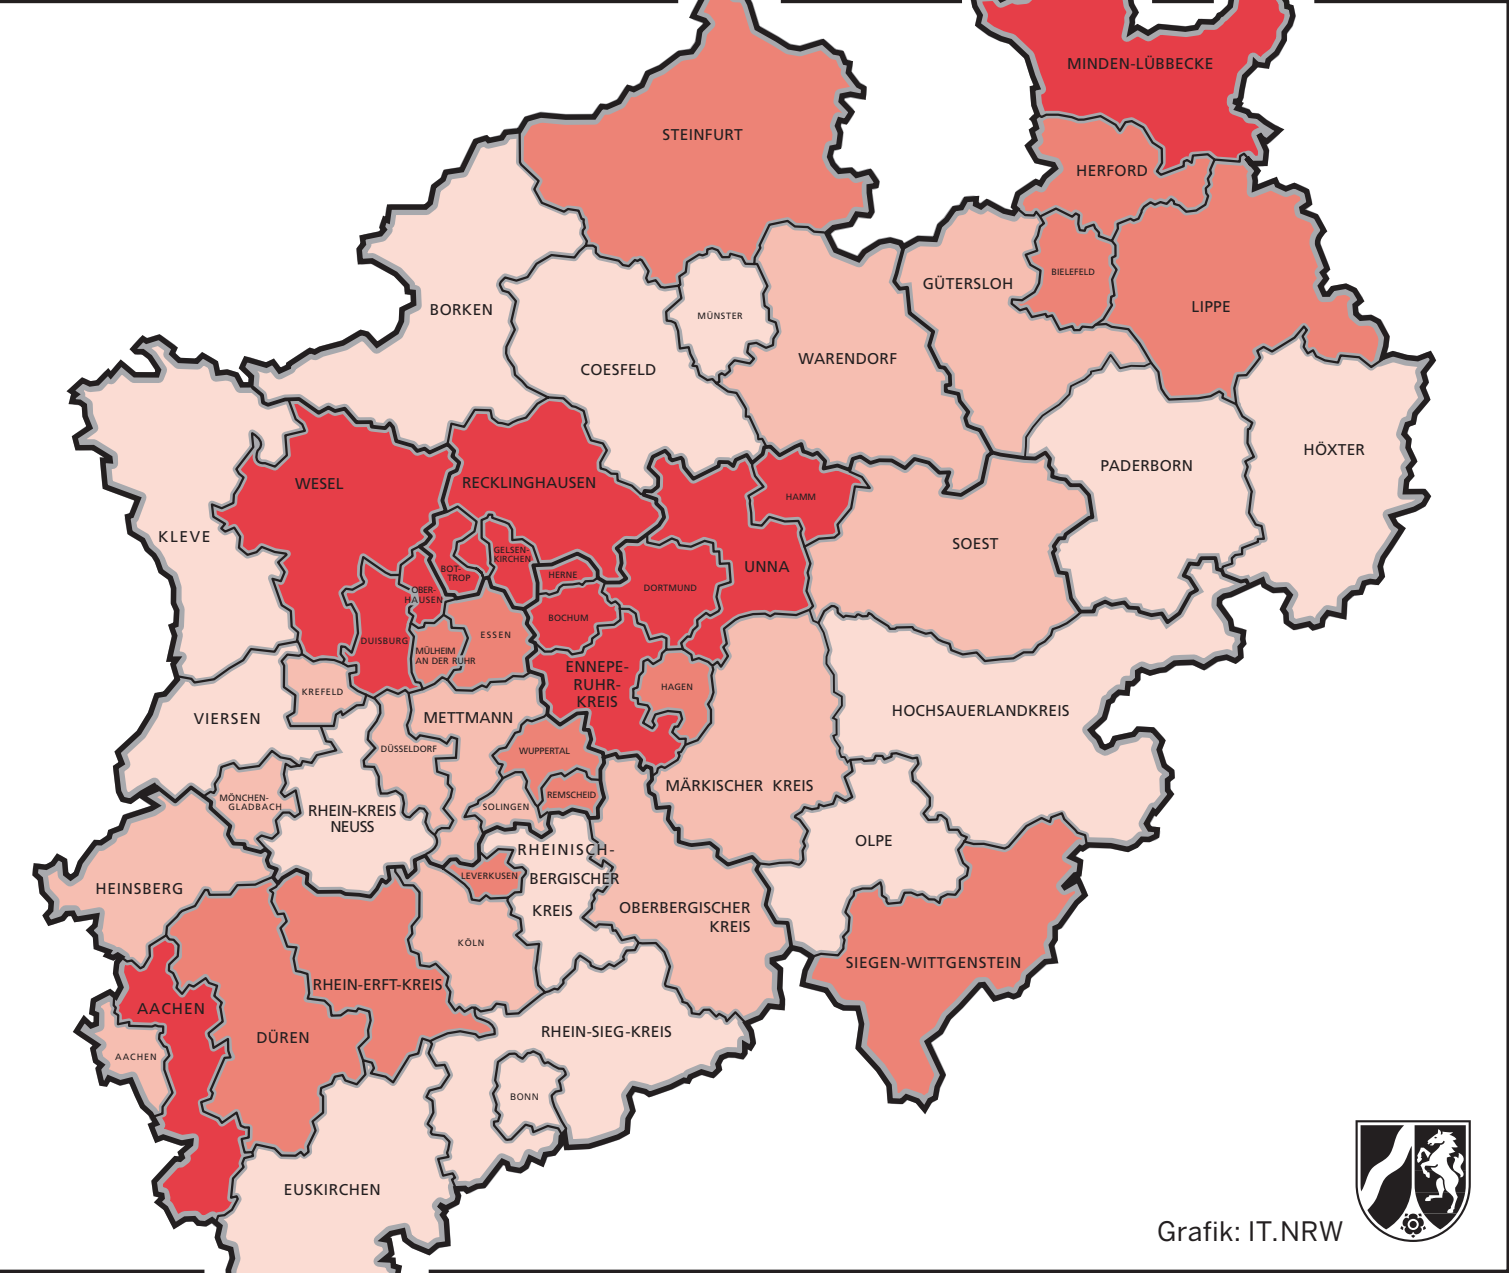 MINDEN-LÜBBECKE
STEINFURT
HERFORD
BIELEFELD
GÜTERSLOH
LIPPE
BORKEN
MÜNSTER
WARENDORF
COESFELD
HÖXTER
PADERBORN
WESEL
RECKLINGHAUSEN
HAMM
KLEVE
SOEST
GELSEN-
KIRCHEN
BOT-
TROP
HERNE
UNNA
DORTMUND
OBER-
HAUSEN
BOCHUM
DUISBURG
ESSEN
MÜLHEIM
AN DER RUHR
ENNEPE-
RUHR-
KREIS
HAGEN
KREFELD
VIERSEN
METTMANN
HOCHSAUERLANDKREIS
DÜSSELDORF
WUPPERTAL
MÄRKISCHER KREIS
REMSCHEID
MÖNCHEN-
GLADBACH
SOLINGEN
RHEIN-KREIS
NEUSS
OLPE
RHEINISCH-
BERGISCHER
KREIS
LEVERKUSEN
HEINSBERG
OBERBERGISCHER
KREIS
KÖLN
SIEGEN-WITTGENSTEIN
RHEIN-ERFT-KREIS
AACHEN
DÜREN
RHEIN-SIEG-KREIS
AACHEN
BONN
EUSKIRCHEN
Grafik: IT.NRW